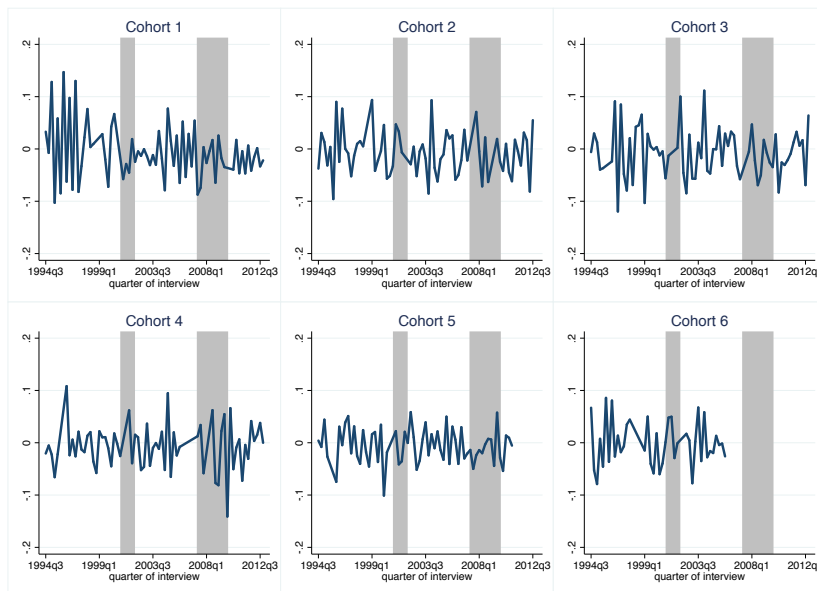 Cohort 1
.2
.1
0
-.1
-.2
1994q3 1999q1 2003q3 2008q1 2012q3
quarter of interview
Cohort 2
.2
.1
0
-.1
-.2
1994q3 1999q1 2003q3 2008q1 2012q3
quarter of interview
Cohort 3
.2
.1
0
-.1
-.2
1994q3 1999q1 2003q3 2008q1 2012q
quarter of interview
Cohort 4
.2
.1
0
-.1
-.2
1994q3 1999q1 2003q3 2008q1 2012q3
quarter of interview
Cohort 5
.2
.1
0
-.1
-.2
1994q3 1999q1 2003q3 2008q1 2012q3
quarter of interview
Cohort 6
.2
.1
0
-.1
-.2
1994q3 1999q1 2003q3 2008q1 2012q
quarter of interview